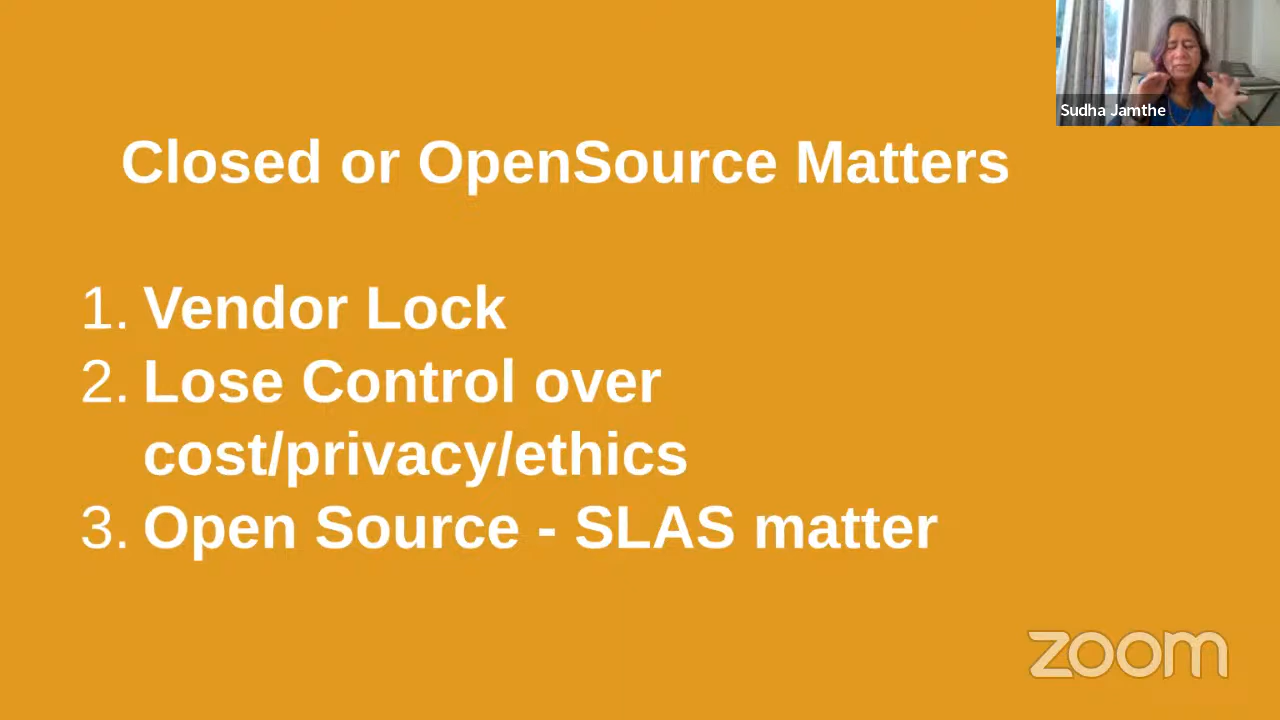 Sudha Jamthe
Closed or OpenSource Matters
1. Vendor Lock
2. Lose Control over
cost/privacy/ethics
3. Open Source - SLAS matter
zoom